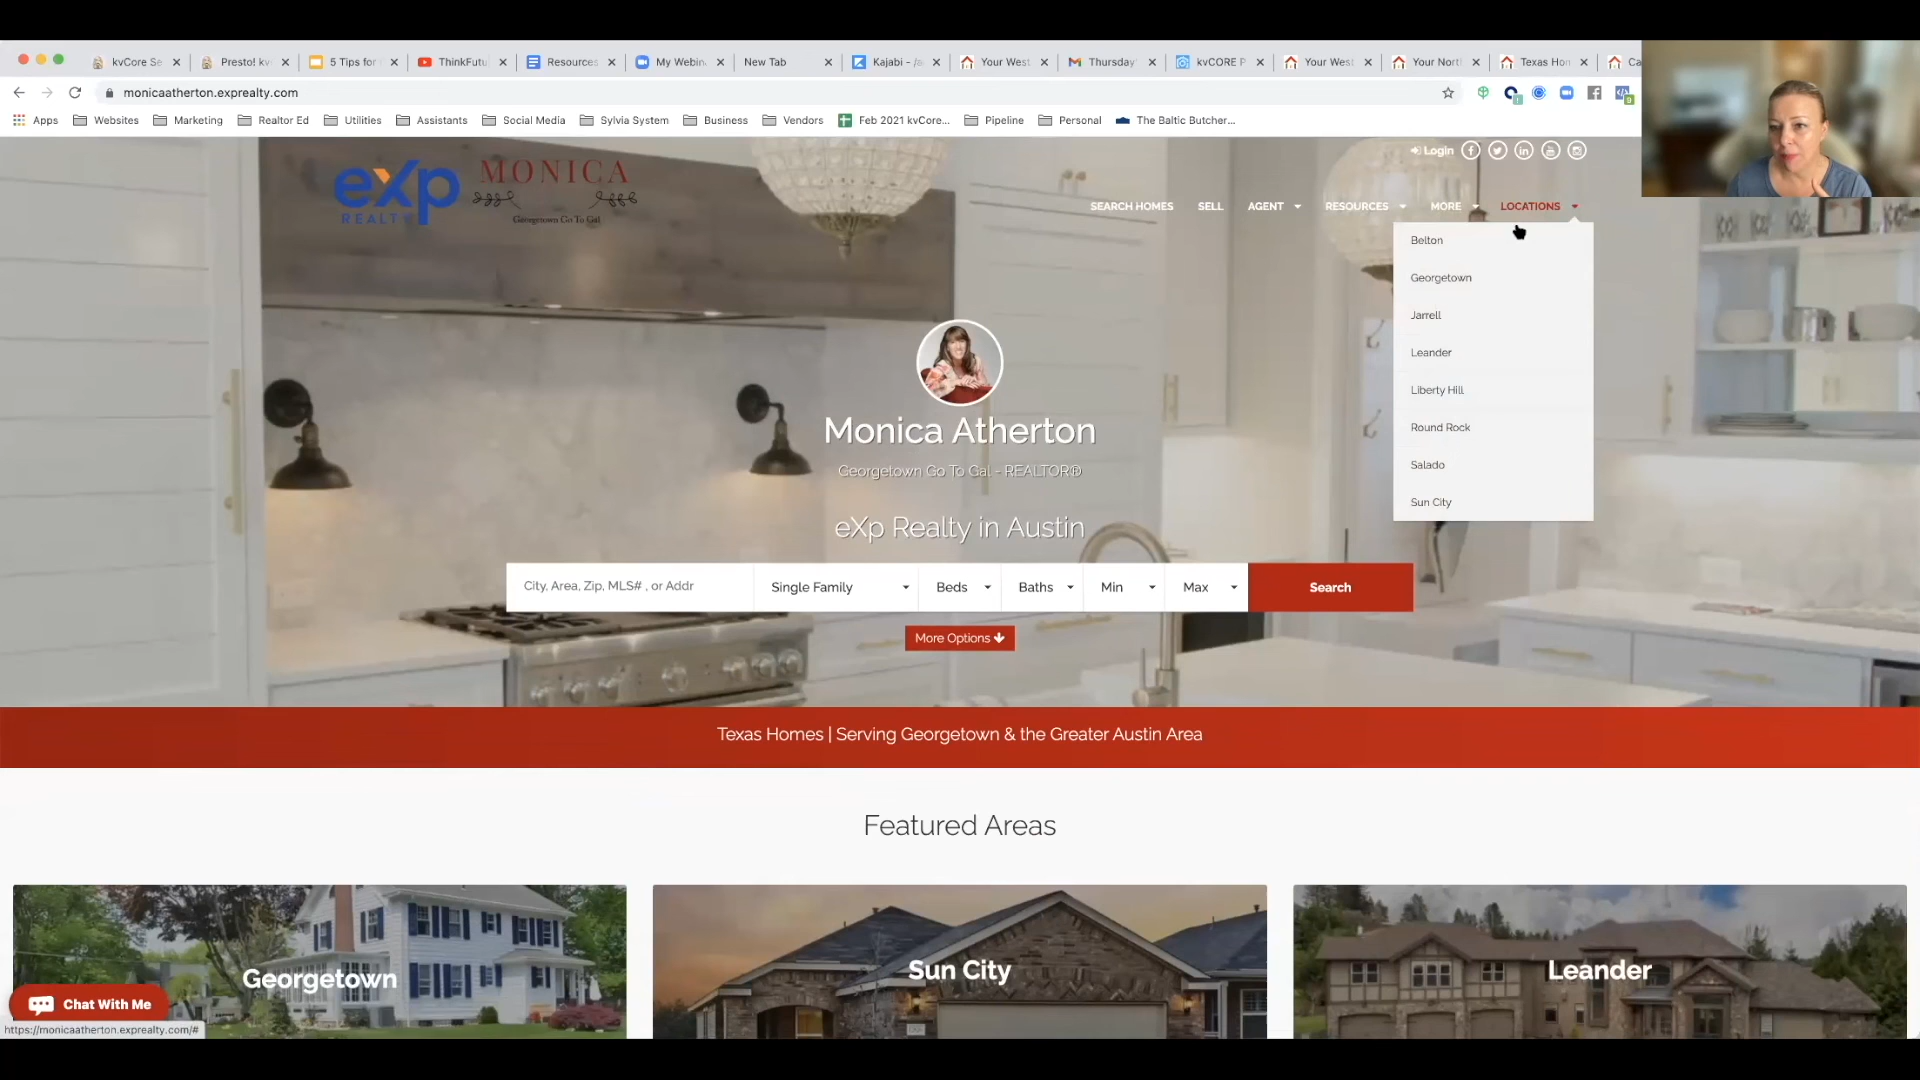 kvCore Se
Presto! kv
5 Tips for
ThinkFutu
Resources
My Webin
New Tab
Kajabi - /a
Your West
Thursday'
kvCORE P
Your West
Your Nort
Texas Hom
Ca
monicaatherton.exprealty.com
Apps
Websites
Marketing
Realtor Ed
Utilities
Assistants
Social Media
Sylvia System
Business
Vendors
Feb 2021 kvCore...
Pipeline
Personal
The Baltic Butcher...
Login
eXp
REALTY
MONICA
Georgetown Go To Gal
SEARCH HOMES
SELL
AGENT
RESOURCES
MORE
LOCATIONS
Belton
Georgetown
Jarrell
Leander
Liberty Hill
Round Rock
Salado
Sun City
Monica Atherton
Georgetown Go To Gal - REALTOR®
eXp Realty in Austin
City, Area, Zip, MLS# , or Addr
Single Family
Beds
Baths
Min
Max
Search
More Options
Texas Homes | Serving Georgetown & the Greater Austin Area
Featured Areas
Georgetown
Sun City
Leander
Chat With Me
https://monicaatherton.exprealty.com/#